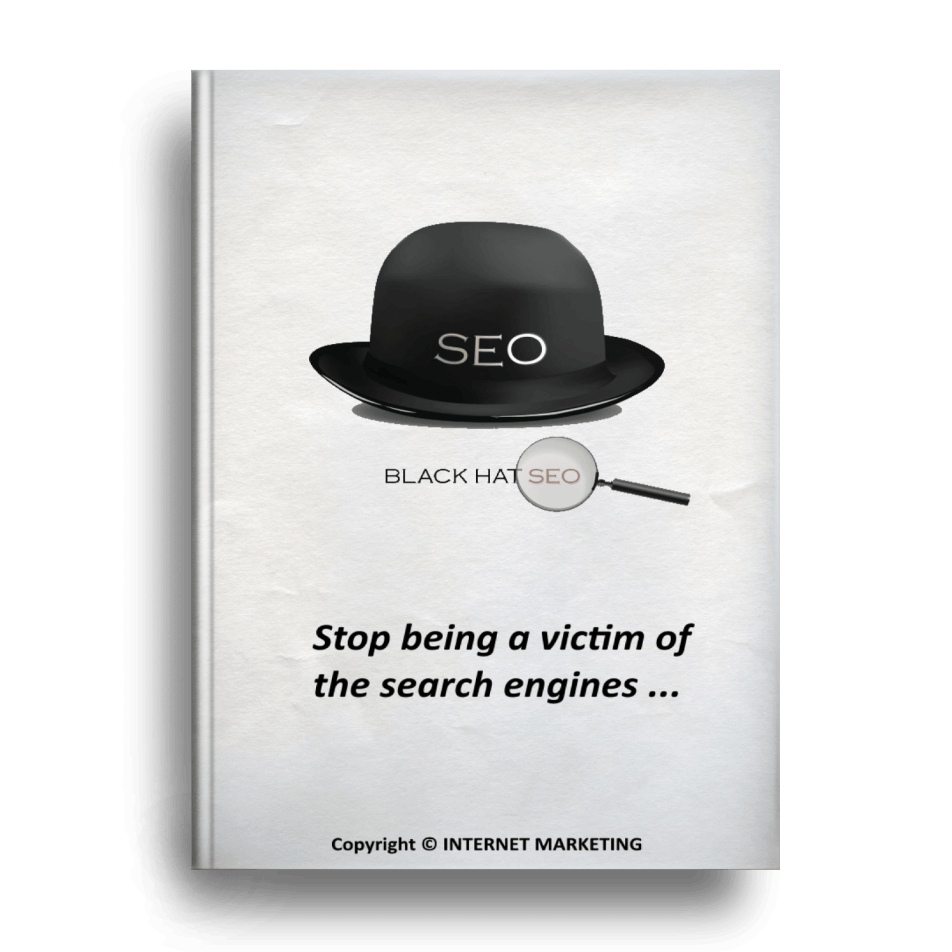 SEO
BLACK HAT SEO
Stop being a victim of
the search engines ...
Copyright © INTERNET MARKETING